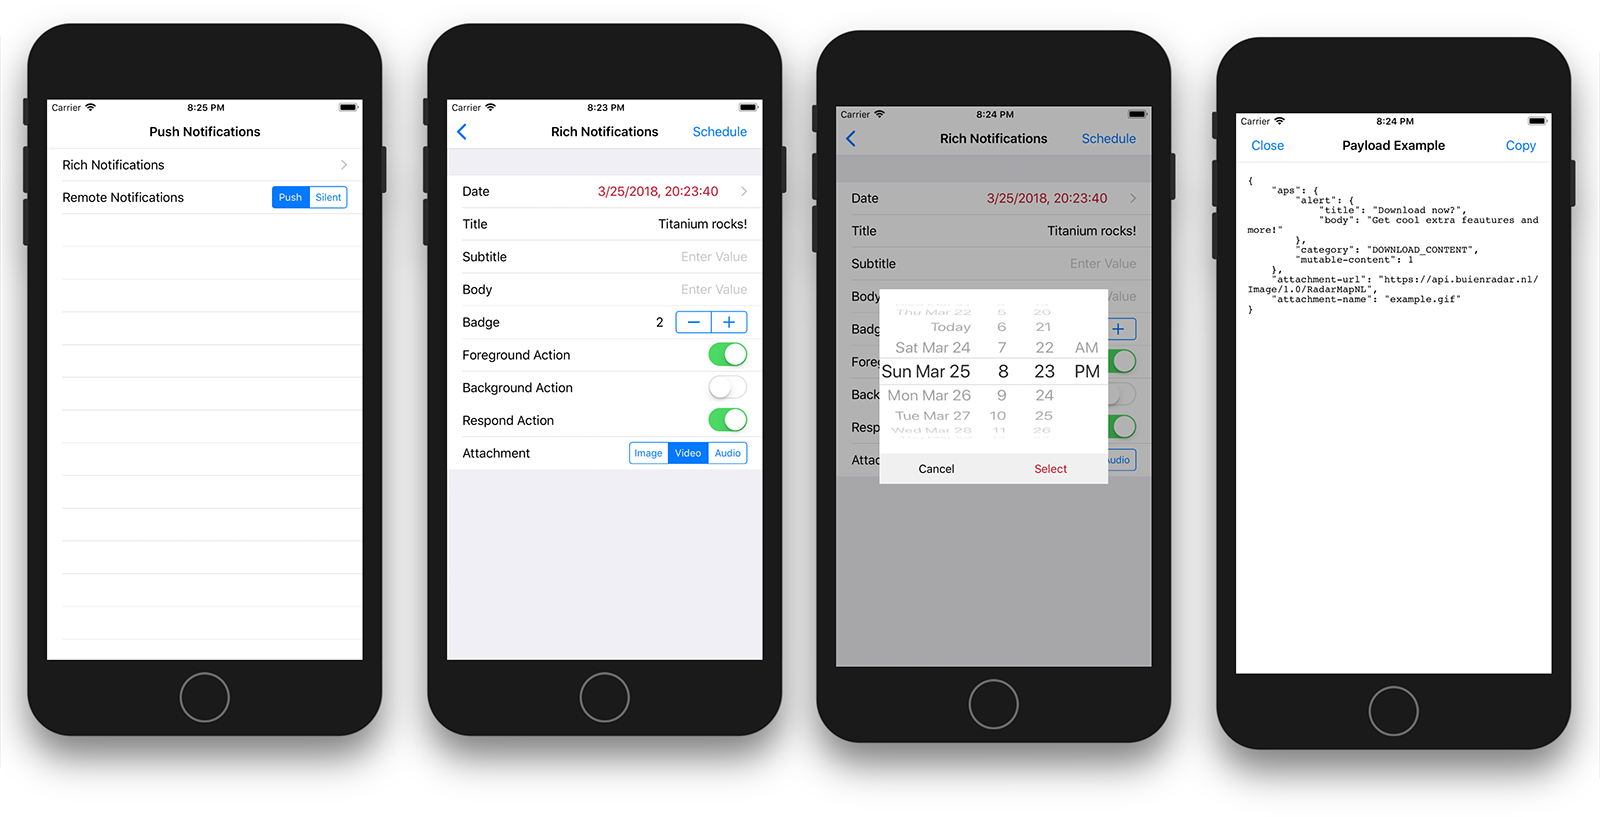 Carrier 8:25 PM
Push Notifications
Rich Notifications
Remote Notifications Push Silent
Carrier 8:23 PM
Rich Notifications Schedule
Date 3/25/2018, 20:23:40
Title Titanium rocks!
Subtitle Enter Value
Body Enter Value
Badge 2 − +
Foreground Action
Background Action
Respond Action
Attachment Image Video Audio
Carrier 8:24 PM
Rich Notifications Schedule
Date 3/25/2018, 20:23:40
Title Titanium rocks!
Subtitle Enter Value
Body alue
Thu Mar 22 5 20
Today 6 21
Badg +
Sat Mar 24 7 22 AM
Fore
Sun Mar 25 8 23 PM
Back Mon Mar 26 9 24
Tue Mar 27 10 25
Resp Wed Mar 28 11 26
Attac udio
Cancel Select
Carrier 8:24 PM
Close Payload Example Copy
{
"aps": {
"alert": {
"title": "Download now?",
"body": "Get cool extra feautures and
more!"
},
"category": "DOWNLOAD_CONTENT",
"mutable-content": 1
},
"attachment-url": "https://api.buienradar.nl/
Image/1.0/RadarMapNL",
"attachment-name": "example.gif"
}